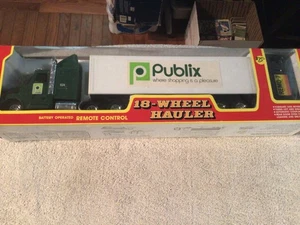 Publix
where shopping is a pleasure
18-WHEEL
HAULER
BATTERY OPERATED REMOTE CONTROL